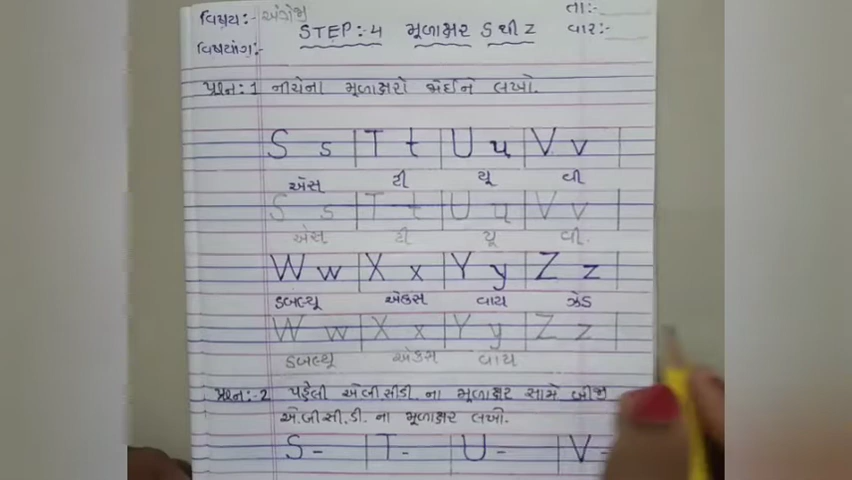 વિષય:- અંગ્રેજી
તા:-
STEP:-4 મૂળાક્ષર S થી Z
વાર:-
વિષયાંગ:-
પ્રશ્ન:1 નીચેના મૂળાક્ષરો જોઈને લખો.
S s T t U u V v
એસ ટી યૂ વી
S s T t U u V v
એસ ટી યૂ વી.
W w X x Y y Z z
ડબલ્યૂ એક્સ વાય ઝેડ
W w X x Y y Z z
ડબલ્યૂ એક્સ વાય
પ્રશ્ન:-2 પહેલી એ.બી.સી.ડી. ના મૂળાક્ષર સામે બીજી
એ.બી.સી.ડી. ના મૂળાક્ષર લખો.
S- T- U- V-